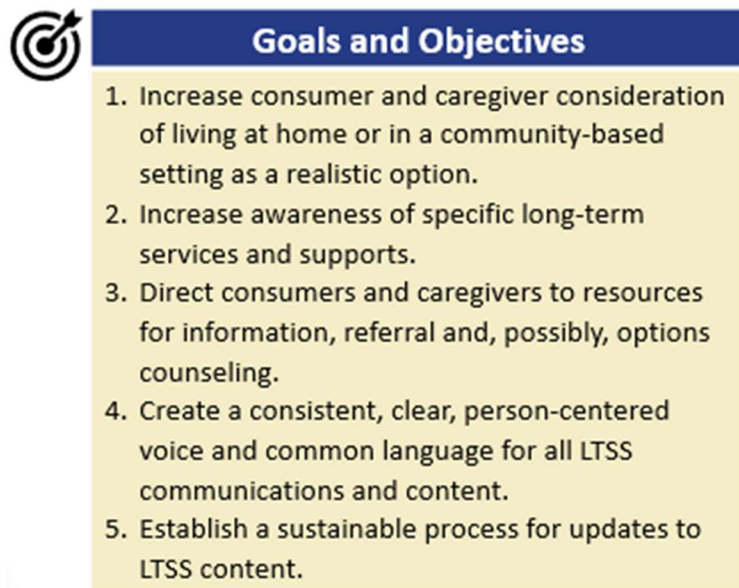 Goals and Objectives
1. Increase consumer and caregiver consideration
of living at home or in a community-based
setting as a realistic option.
2. Increase awareness of specific long-term
services and supports.
3. Direct consumers and caregivers to resources
for information, referral and, possibly, options
counseling.
4. Create a consistent, clear, person-centered
voice and common language for all LTSS
communications and content.
5. Establish a sustainable process for updates to
LTSS content.